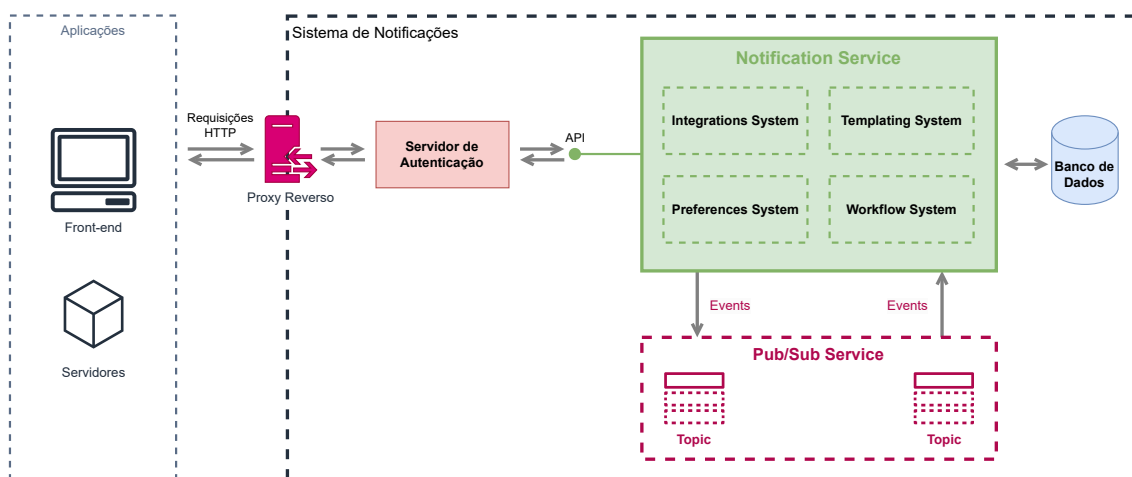 Aplicações
Sistema de Notificações
Notification Service
Integrations System
Templating System
Preferences System
Workflow System
Requisições
HTTP
Proxy Reverso
Servidor de
Autenticação
API
Banco de
Dados
Front-end
Servidores
Events
Events
Pub/Sub Service
Topic
Topic